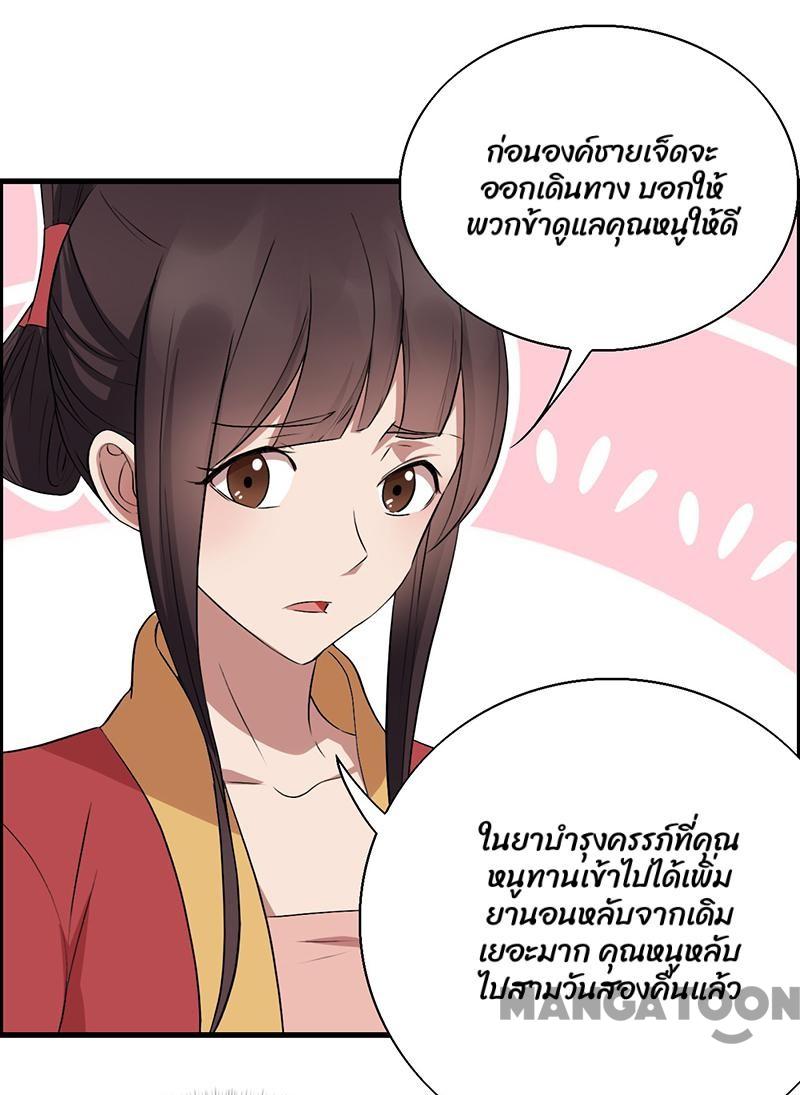 ก่อนองค์ชายเจ็ดจะ
ออกเดินทาง บอกให้
พวกข้าดูแลคุณหนูให้ดี
ในยาบำรุงครรภ์ที่คุณ
หนูทานเข้าไปได้เพิ่ม
ยานอนหลับจากเดิม
เยอะมาก คุณหนูหลับ
ไปสามวันสองคืนแล้ว
MANGATOON